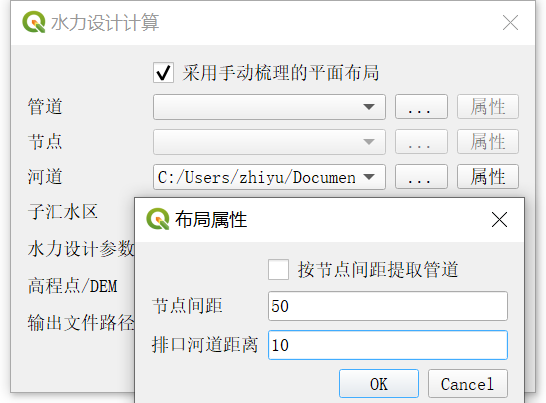 水力设计计算
采用手动梳理的平面布局
管道 ... 属性
节点 ... 属性
河道 C:/Users/zhiyu/Documen ... 属性
子汇水区
水力设计参数
高程点/DEM
输出文件路径
布局属性
按节点间距提取管道
节点间距 50
排口河道距离 10
OK Cancel